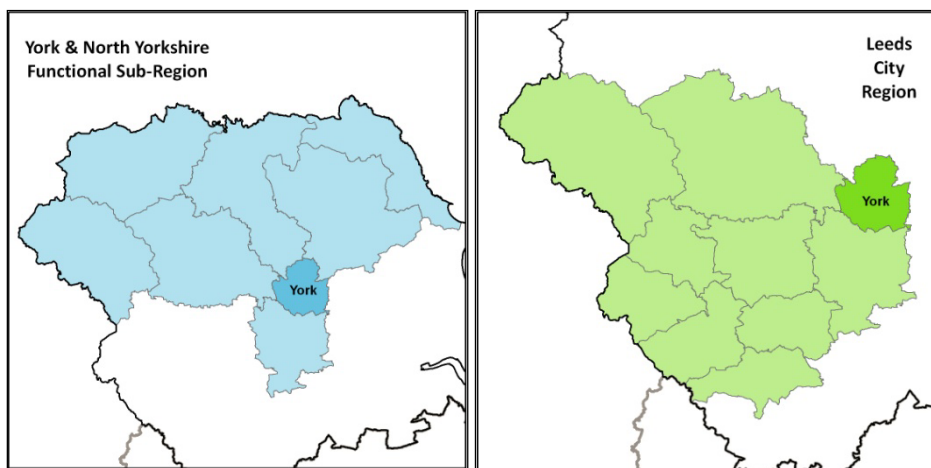 York & North Yorkshire
Functional Sub-Region
York
Leeds
City
Region
York